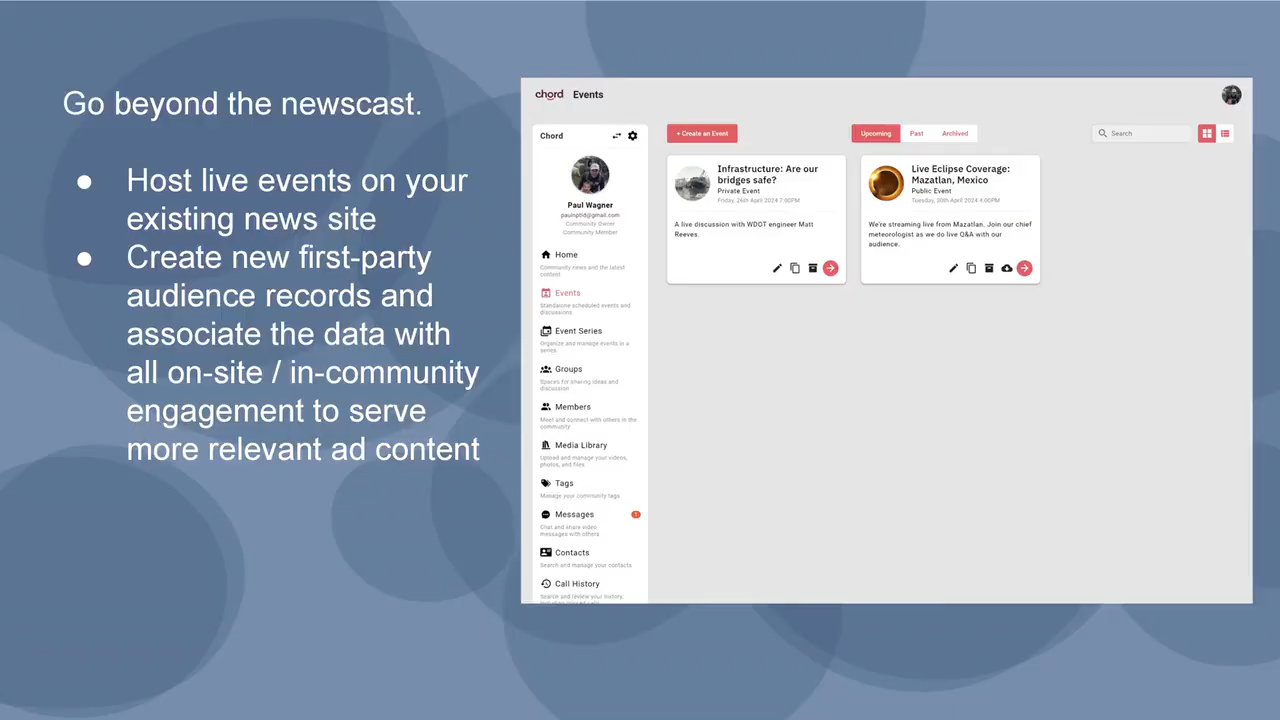 Go beyond the newscast.
● Host live events on your
existing news site
● Create new first-party
audience records and
associate the data with
all on-site / in-community
engagement to serve
more relevant ad content
chord Events
Chord
Paul Wagner
paulnptld@gmail.com
Community Owner
Community Member
Home
Community news and the latest
content
Events
Standalone scheduled events and
discussions
Event Series
Organize and manage events in a
series
Groups
Spaces for sharing ideas and
discussion
Members
Meet and connect with others in the
community
Media Library
Upload and manage your videos,
photos, and files
Tags
Manage your community tags
Messages
Chat and share video
messages with others
Contacts
Search and manage your contacts
Call History
Search and review your history,
+ Create an Event
Upcoming Past Archived
Search
Infrastructure: Are our
bridges safe?
Private Event
Friday, 26th April 2024 7:00PM
A live discussion with WDOT engineer Matt
Reeves.
Live Eclipse Coverage:
Mazatlan, Mexico
Public Event
Tuesday, 30th April 2024 4:00PM
We're streaming live from Mazatlan. Join our chief
meteorologist as we do live Q&A with our
audience.